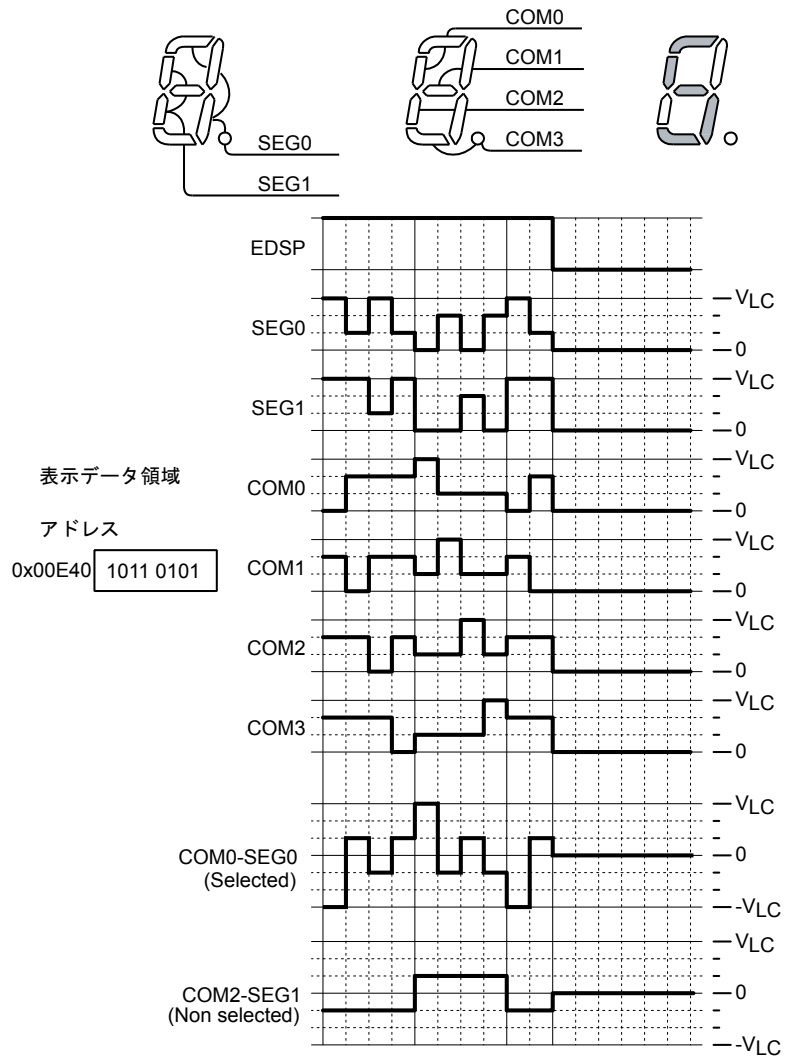 COM0
COM1
COM2
COM3
SEG0
SEG1
EDSP
SEG0
VLC
0
SEG1
VLC
0
表示データ領域
COM0
VLC
0
アドレス
0x00E40 1011 0101
COM1
VLC
0
COM2
VLC
0
COM3
VLC
0
COM0-SEG0
(Selected)
VLC
0
-VLC
COM2-SEG1
(Non selected)
VLC
0
-VLC